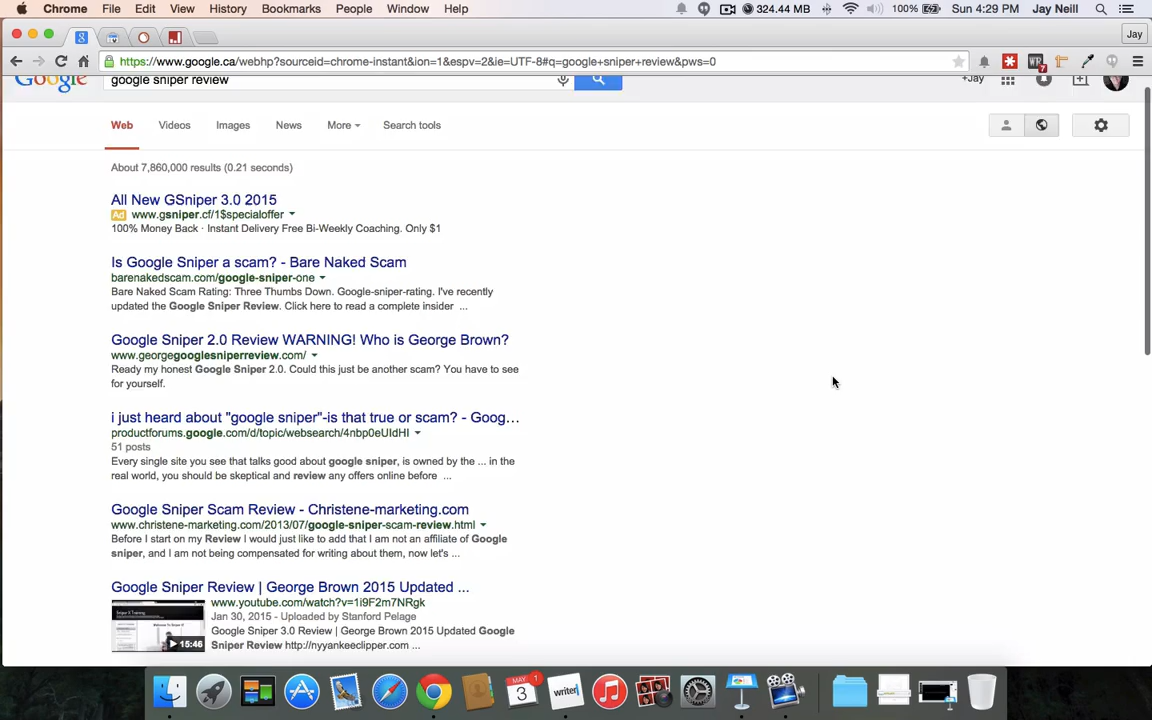 Chrome File Edit View History Bookmarks People Window Help 324.44 MB 100% Sun 4:29 PM Jay Neill
Jay
https://www.google.ca/webhp?sourceid=chrome-instant&ion=1&espv=2&ie=UTF-8#q=google+sniper+review&pws=0
7
Google google sniper review +Jay
Web Videos Images News More Search tools
About 7,860,000 results (0.21 seconds)
All New GSniper 3.0 2015
Ad www.gsniper.cf/1$specialoffer
100% Money Back · Instant Delivery Free Bi-Weekly Coaching. Only $1
Is Google Sniper a scam? - Bare Naked Scam
barenakedscam.com/google-sniper-one
Bare Naked Scam Rating: Three Thumbs Down. Google-sniper-rating. I've recently
updated the Google Sniper Review. Click here to read a complete insider ...
Google Sniper 2.0 Review WARNING! Who is George Brown?
www.georgegooglesniperreview.com/
Ready my honest Google Sniper 2.0. Could this just be another scam? You have to see
for yourself.
i just heard about "google sniper"-is that true or scam? - Goog...
productforums.google.com/d/topic/websearch/4nbp0eUIdHI
51 posts
Every single site you see that talks good about google sniper, is owned by the ... in the
real world, you should be skeptical and review any offers online before ...
Google Sniper Scam Review - Christene-marketing.com
www.christene-marketing.com/2013/07/google-sniper-scam-review.html
Before I start on my Review I would just like to add that I am not an affiliate of Google
sniper, and I am not being compensated for writing about them, now let's ...
Google Sniper Review | George Brown 2015 Updated ...
www.youtube.com/watch?v=1i9F2m7NRgk
Jan 30, 2015 - Uploaded by Stanford Pelage
Google Sniper 3.0 Review | George Brown 2015 Updated Google
Sniper Review http://nyyankeeclipper.com ...
15:46
MAY 1
3
writer